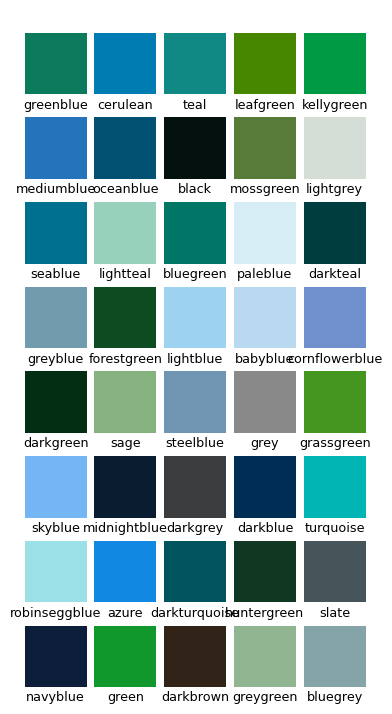 greenblue cerulean teal leafgreen kellygreen
mediumblue oceanblue black mossgreen lightgrey
seablue lightteal bluegreen paleblue darkteal
greyblue forestgreen lightblue babyblue cornflowerblue
darkgreen sage steelblue grey grassgreen
skyblue midnightblue darkgrey darkblue turquoise
robinseggblue azure darkturquoise huntergreen slate
navyblue green darkbrown greygreen bluegrey